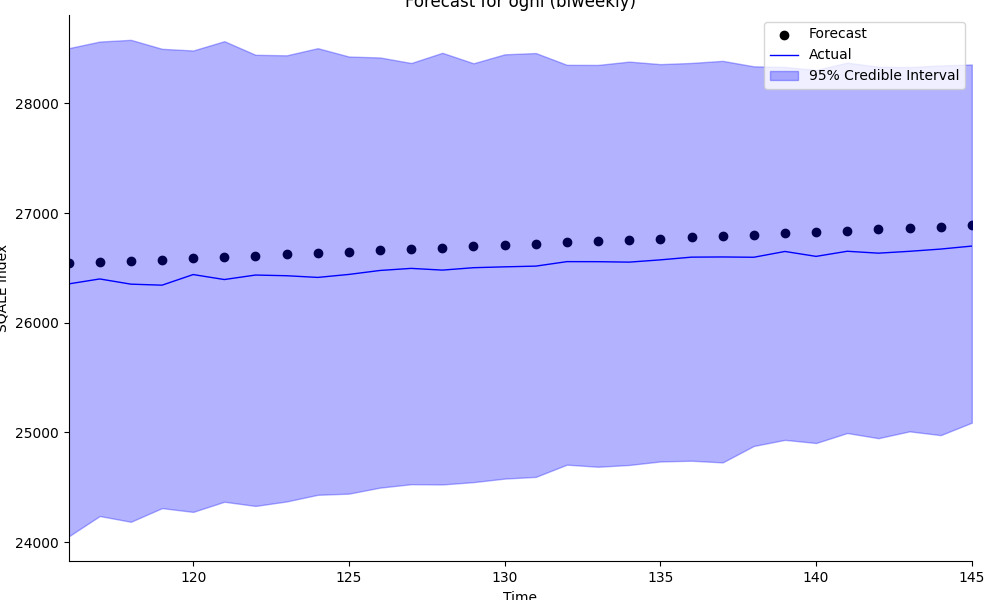 Forecast for ogni (biweekly)
Forecast
Actual
95% Credible Interval
28000
27000
26000
25000
24000
SQALE Index
120
125
130
135
140
145
Time